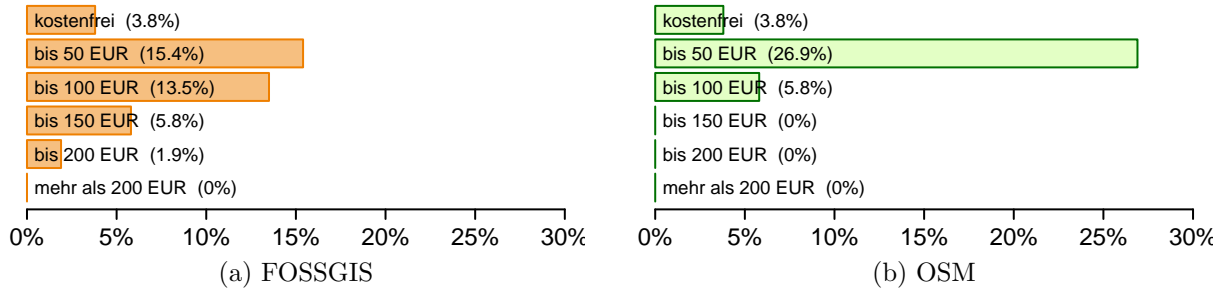 kostenfrei (3.8%)
bis 50 EUR (15.4%)
bis 100 EUR (13.5%)
bis 150 EUR (5.8%)
bis 200 EUR (1.9%)
mehr als 200 EUR (0%)
0% 5% 10% 15% 20% 25% 30%
(a) FOSSGIS
kostenfrei (3.8%)
bis 50 EUR (26.9%)
bis 100 EUR (5.8%)
bis 150 EUR (0%)
bis 200 EUR (0%)
mehr als 200 EUR (0%)
0% 5% 10% 15% 20% 25% 30%
(b) OSM